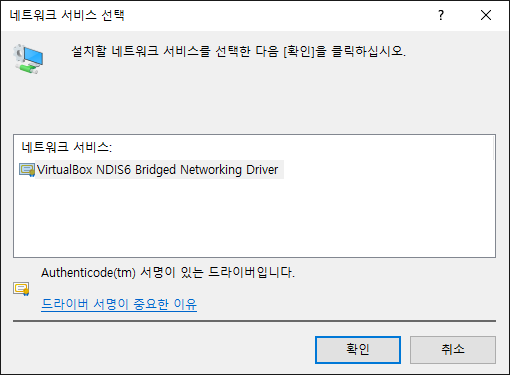 네트워크 서비스 선택
?
설치할 네트워크 서비스를 선택한 다음 [확인]을 클릭하십시오.
네트워크 서비스:
VirtualBox NDIS6 Bridged Networking Driver
Authenticode(tm) 서명이 있는 드라이버입니다.
드라이버 서명이 중요한 이유
확인
취소